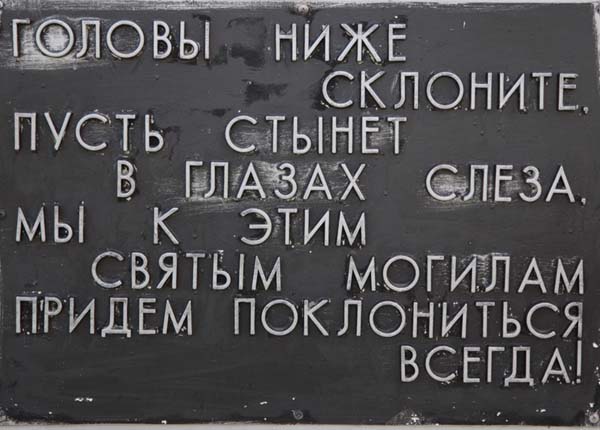 ГОЛОВЫ НИЖЕ
СКЛОНИТЕ,
ПУСТЬ СТЫНЕТ
В ГЛАЗАХ СЛЕЗА,
МЫ К ЭТИМ
СВЯТЫМ МОГИЛАМ
ПРИДЕМ ПОКЛОНИТЬСЯ
ВСЕГДА!